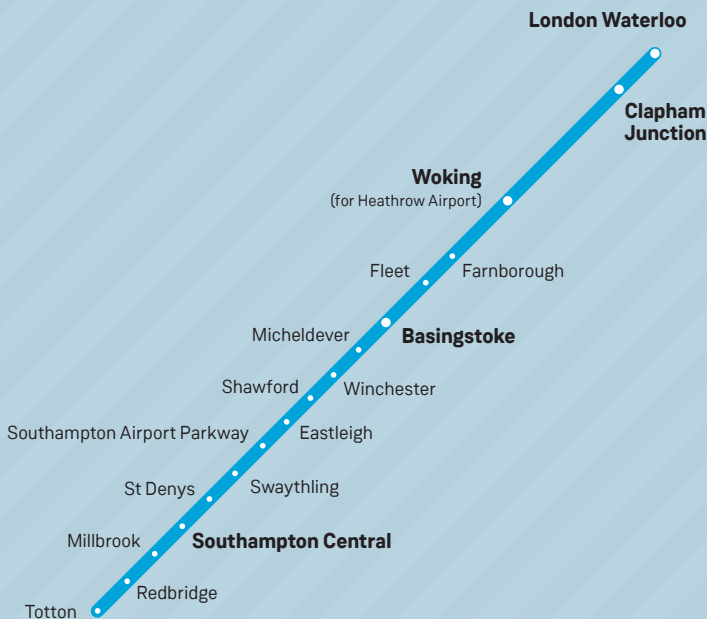 London Waterloo
Clapham
Junction
Woking
(for Heathrow Airport)
Fleet
Farnborough
Micheldever
Basingstoke
Shawford
Winchester
Southampton Airport Parkway
Eastleigh
St Denys
Swaythling
Millbrook
Southampton Central
Redbridge
Totton